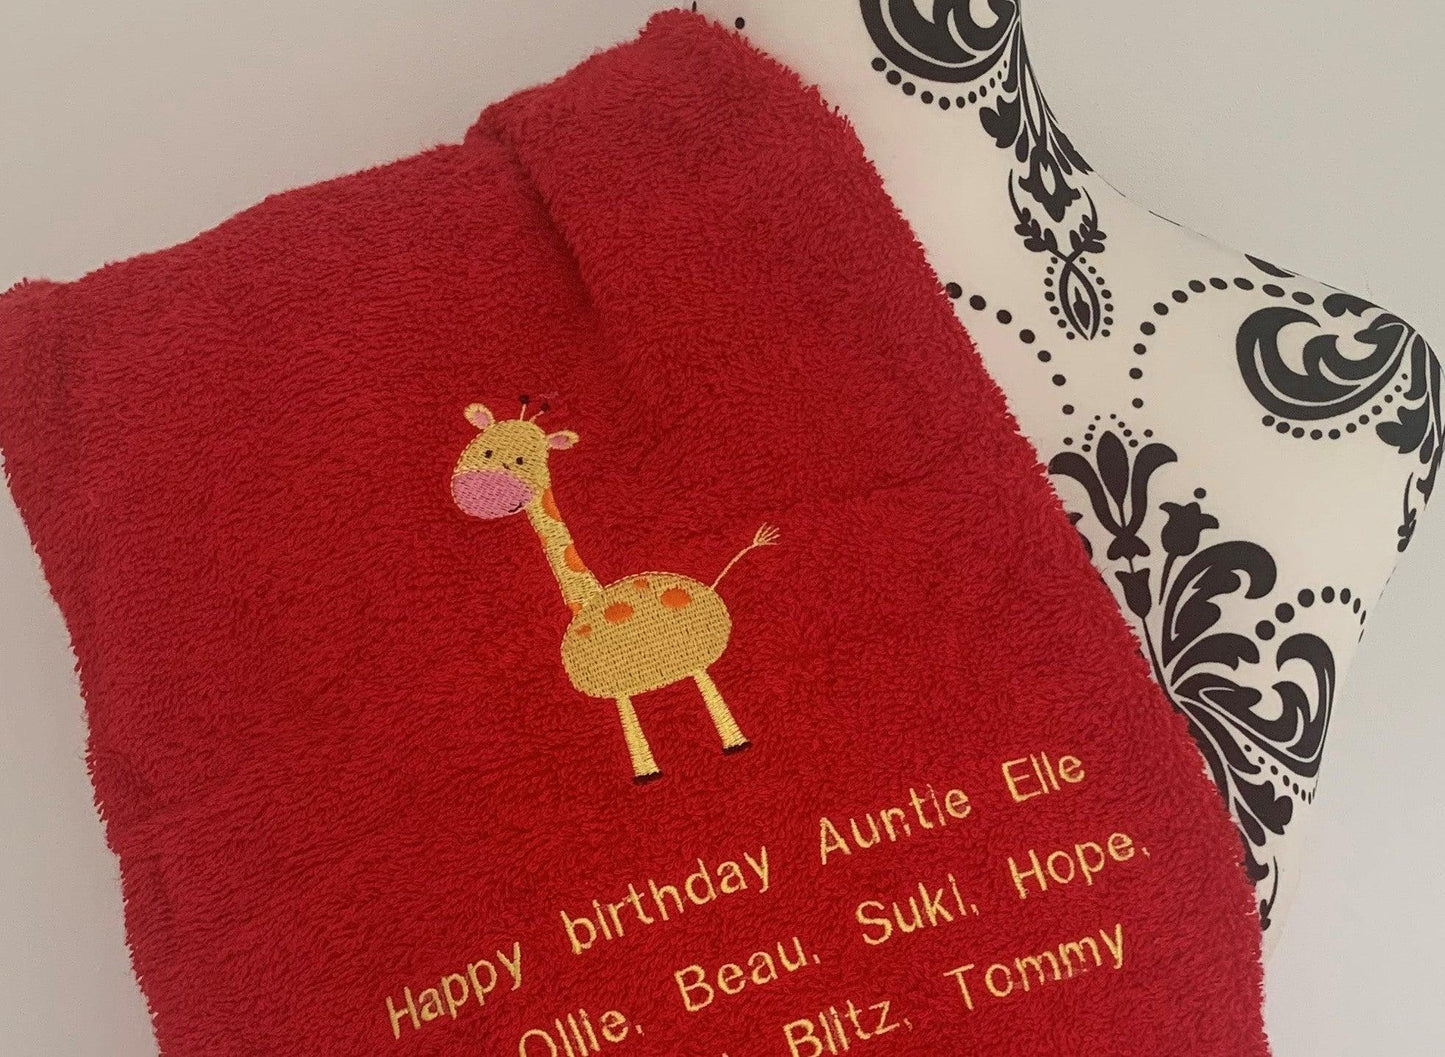 Happy birthday Auntie Elle
Ollie, Beau, Suki, Hope,
Blitz, Tommy